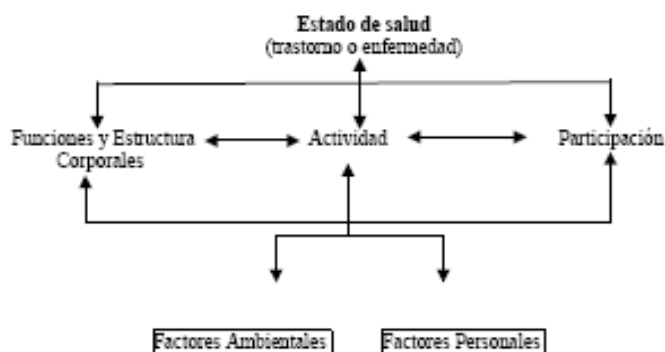 Estado de salud
(trastorno o enfermedad)
Funciones y Estructura
Corporales
Actividad
Participación
Factores Ambientales
Factores Personales